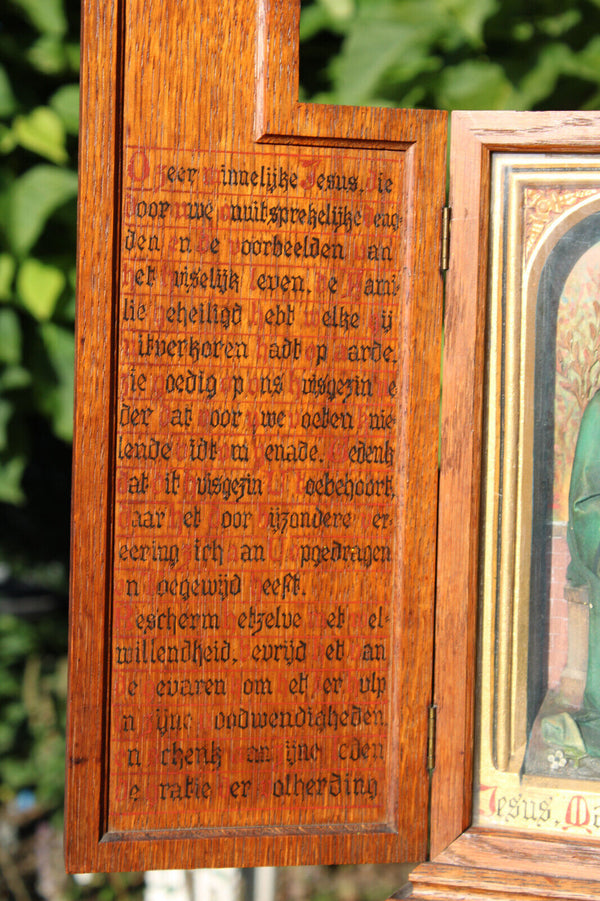 O Zeer Minnelijke Jesus, Die
Door Uwe Onuitsprekelijke Deug-
den En De Voorbeelden Van
Het Huiselijk Leven, De Fami-
lie Geheiligd Hebt Welke Gij
Uitverkoren Hadt Op Aarde,
Zie Goedig Op Ons Huisgezin Ne
der Dat Voor Uwe Voeten Knie-
lende Bidt Om Genade. Gedenk
Dat Dit Huisgezin U Toebehoort,
Daar Het Door Bijzondere Ver-
eering Zich Aan U Opgedragen
En Toegewijd Heeft.
Bescherm Hetzelve Met Wel-
willendheid, Bevrijd Het Van
De Gevaren Kom Het Ter Hulp
In Zijne Noodwendigheden
En Schenk Aan Zijne Leden
De Gratie Der Volherding
Jesus, Ma